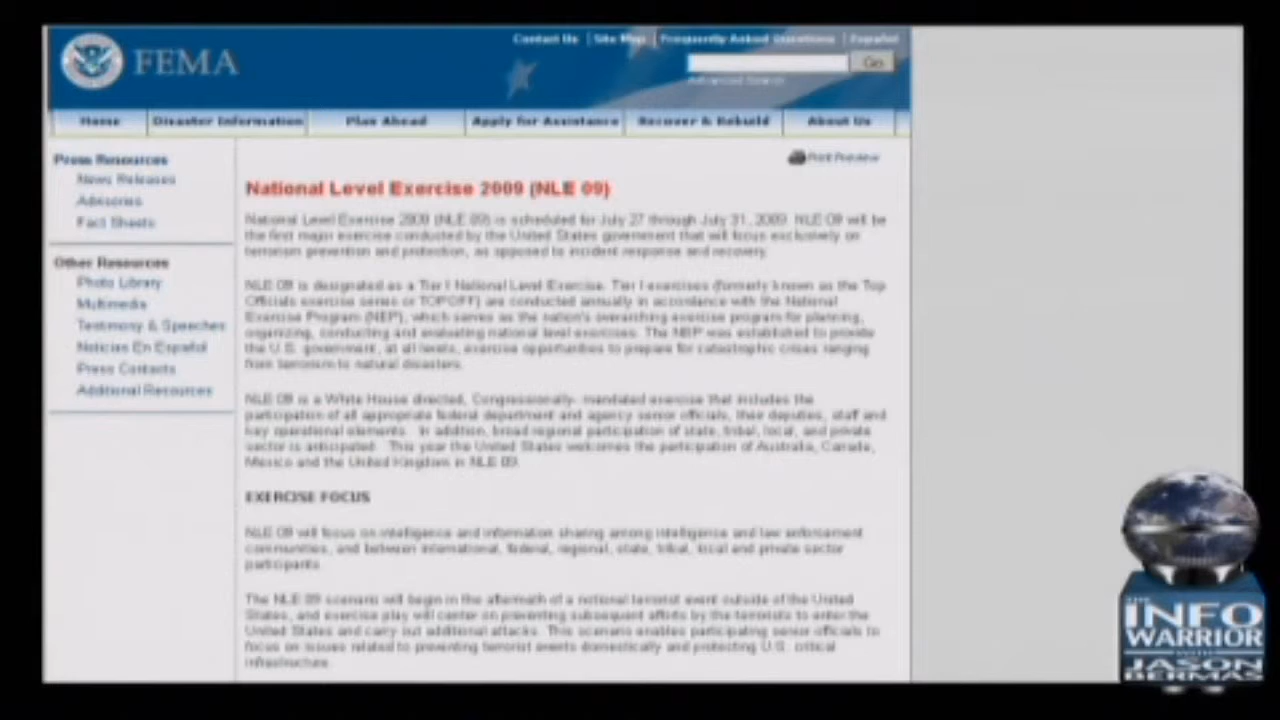 FEMA
Contact Us | Site Map | Frequently Asked Questions | Español
Go
Advanced Search
Home
Disaster Information
Plan Ahead
Apply for Assistance
Recover & Rebuild
About Us
Press Resources
News Releases
Advisories
Fact Sheets
Other Resources
Photo Library
Multimedia
Testimony & Speeches
Noticias En Español
Press Contacts
Additional Resources
Print Preview
National Level Exercise 2009 (NLE 09)
National Level Exercise 2009 (NLE 09) is scheduled for July 27 through July 31, 2009. NLE 09 will be
the first major exercise conducted by the United States government that will focus exclusively on
terrorism prevention and protection, as opposed to incident response and recovery.
NLE 09 is designated as a Tier I National Level Exercise. Tier I exercises (formerly known as the Top
Officials exercise series or TOPOFF) are conducted annually in accordance with the National
Exercise Program (NEP), which serves as the nation's overarching exercise program for planning,
organizing, conducting and evaluating national level exercises. The NEP was established to provide
the U.S. government, at all levels, exercise opportunities to prepare for catastrophic crises ranging
from terrorism to natural disasters.
NLE 09 is a White House directed, Congressionally- mandated exercise that includes the
participation of all appropriate federal department and agency senior officials, their deputies, staff and
key operational elements. In addition, broad regional participation of state, tribal, local, and private
sector is anticipated. This year the United States welcomes the participation of Australia, Canada,
Mexico and the United Kingdom in NLE 09.
EXERCISE FOCUS
NLE 09 will focus on intelligence and information sharing among intelligence and law enforcement
communities, and between international, federal, regional, state, tribal, local and private sector
participants.
The NLE 09 scenario will begin in the aftermath of a notional terrorist event outside of the United
States, and exercise play will center on preventing subsequent efforts by the terrorists to enter the
United States and carry out additional attacks. This scenario enables participating senior officials to
focus on issues related to preventing terrorist events domestically and protecting U.S. critical
infrastructure.
THE
INFO
WARRIOR
WITH
JASON
BERMAS